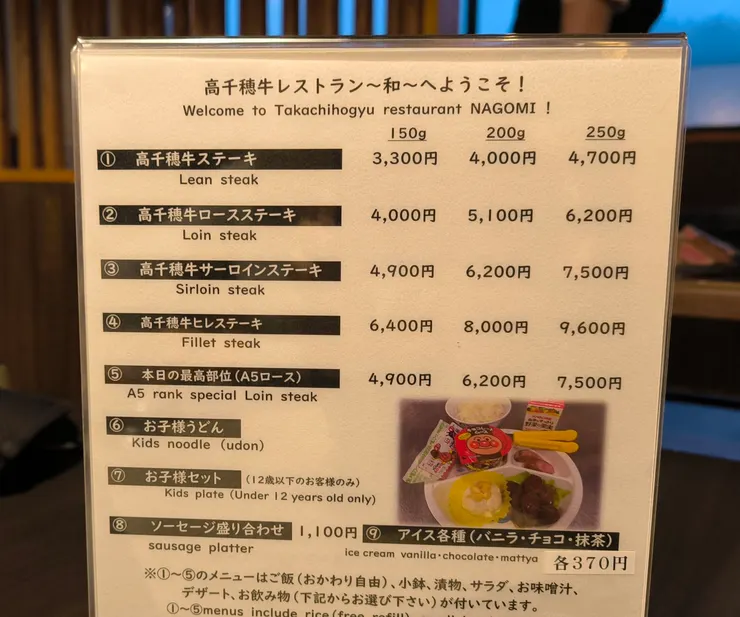 高千穂牛レストラン～和～へようこそ！
Welcome to Takachihogyu restaurant NAGOMI !
150g 200g 250g
① 高千穂牛ステーキ 3,300円 4,000円 4,700円
Lean steak
② 高千穂牛ロースステーキ 4,000円 5,100円 6,200円
Loin steak
③ 高千穂牛サーロインステーキ 4,900円 6,200円 7,500円
Sirloin steak
④ 高千穂牛ヒレステーキ 6,400円 8,000円 9,600円
Fillet steak
⑤ 本日の最高部位(A5ロース) 4,900円 6,200円 7,500円
A5 rank special Loin steak
⑥ お子様うどん
Kids noodle (udon)
⑦ お子様セット (12歳以下のお客様のみ)
Kids plate (Under 12 years old only)
⑧ ソーセージ盛り合わせ 1,100円 ⑨ アイス各種(バニラ・チョコ・抹茶)
sausage platter ice cream vanilla・chocolate・mattya 各370円
※①～⑤のメニューはご飯(おかわり自由)、小鉢、漬物、サラダ、お味噌汁、
デザート、お飲み物(下記からお選び下さい)が付いています。
①～⑤menus include rice(free refill)